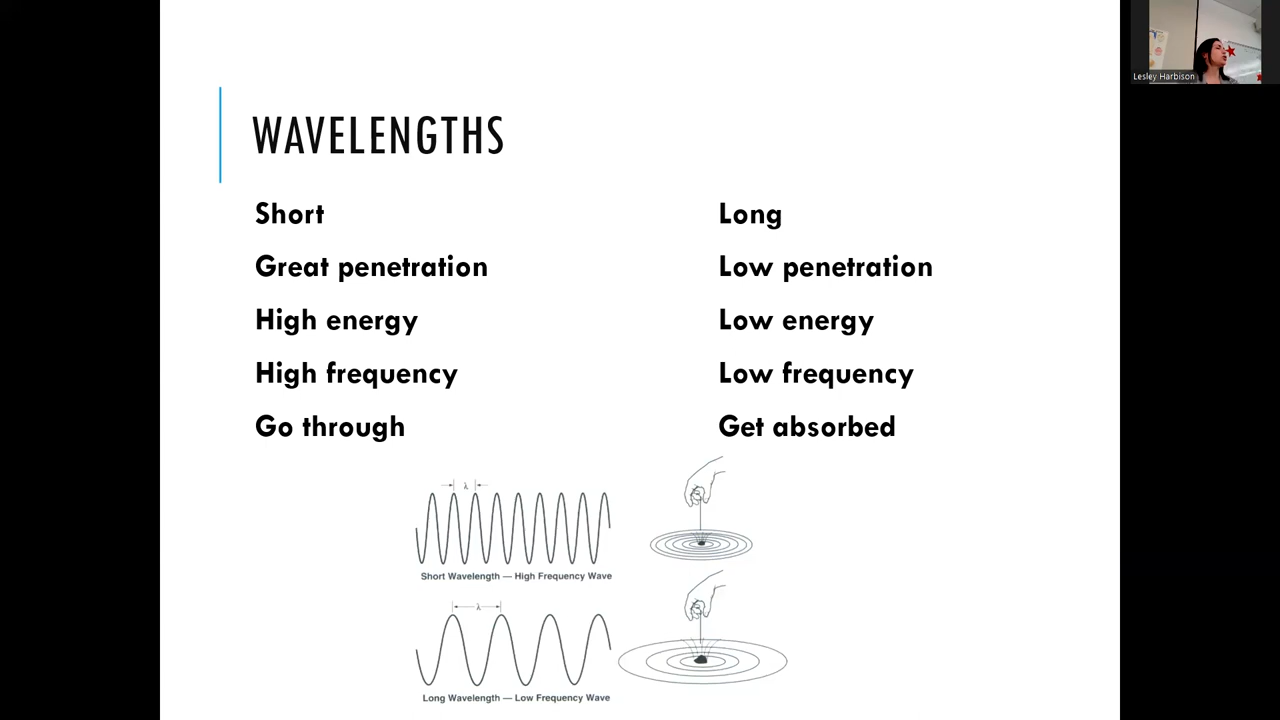 Lesley Harbison
WAVELENGTHS
Short
Great penetration
High energy
High frequency
Go through
Long
Low penetration
Low energy
Low frequency
Get absorbed
λ
Short Wavelength — High Frequency Wave
λ
Long Wavelength — Low Frequency Wave